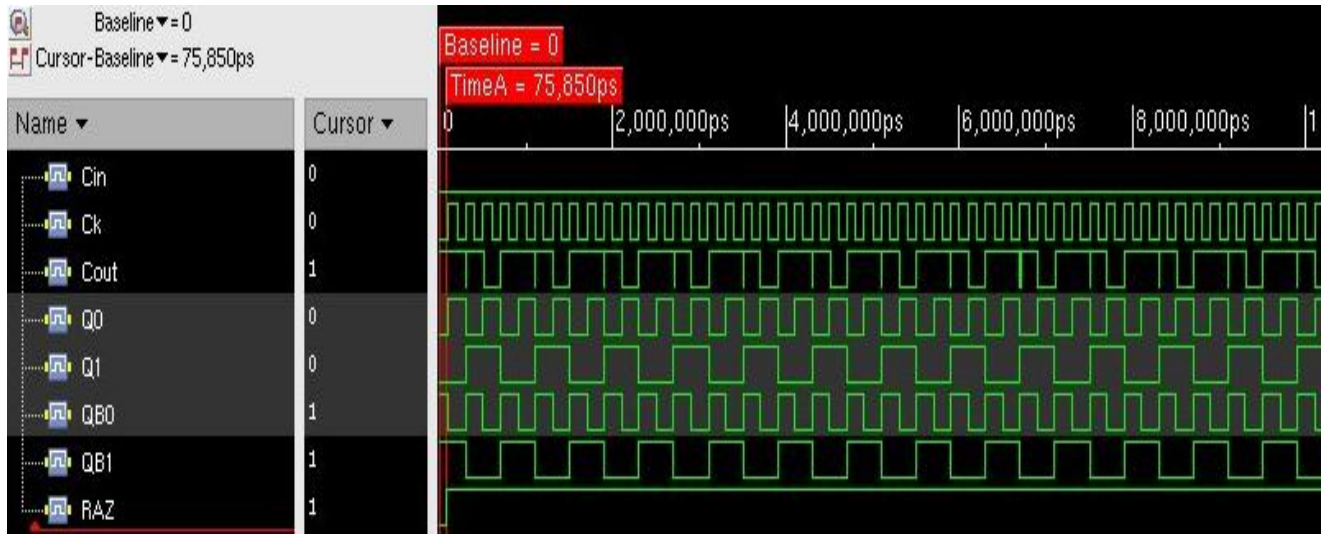 Baseline▼= 0
Cursor-Baseline▼= 75,850ps
Baseline = 0
TimeA = 75,850ps
Name ▼ Cursor ▼ 0 2,000,000ps 4,000,000ps 6,000,000ps 8,000,000ps 1
Cin 0
Ck 0
Cout 1
Q0 0
Q1 0
QB0 1
QB1 1
RAZ 1